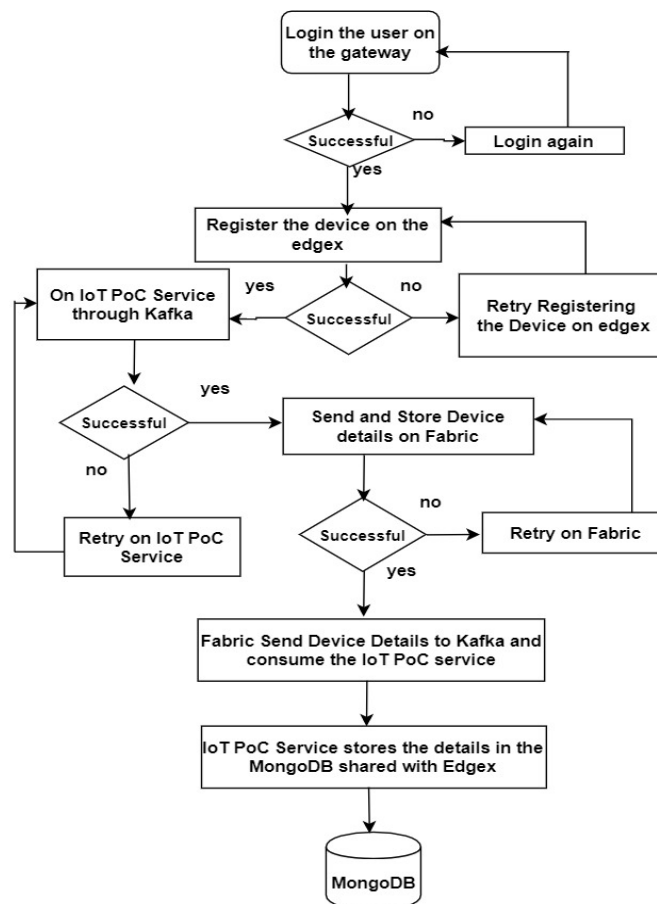 Login the user on
the gateway
no
Successful
Login again
yes
Register the device on the
edgex
yes
no
On IoT PoC Service
through Kafka
Successful
Retry Registering
the Device on edgex
yes
Successful
Send and Store Device
details on Fabric
no
no
Retry on IoT PoC
Service
Successful
Retry on Fabric
yes
Fabric Send Device Details to Kafka and
consume the IoT PoC service
IoT PoC Service stores the details in the
MongoDB shared with Edgex
MongoDB